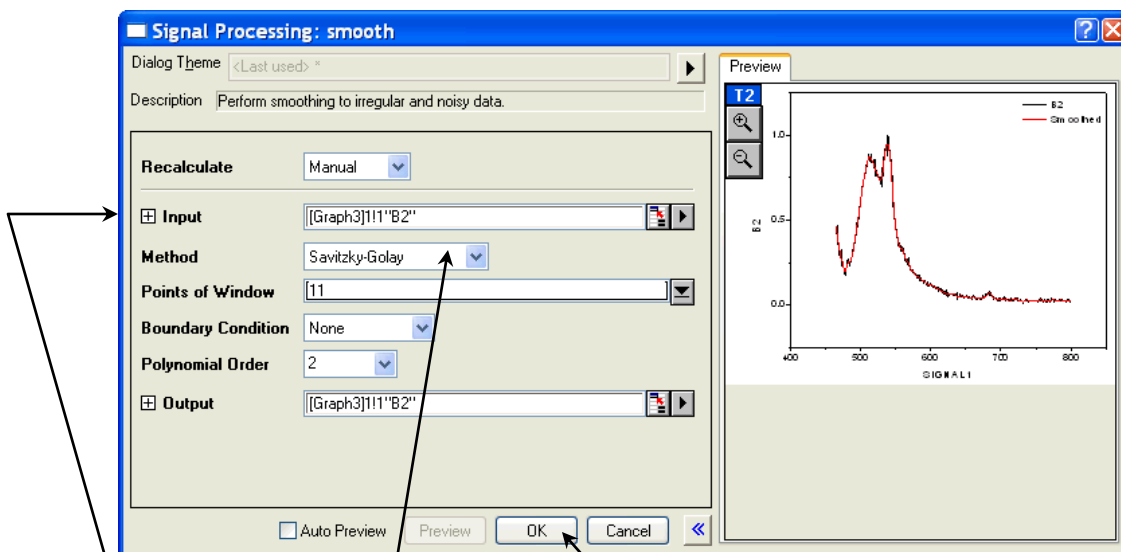 Signal Processing: smooth
Dialog Theme <Last used> *
Description Perform smoothing to irregular and noisy data.
Recalculate Manual
Input [Graph3]1!1"B2"
Method Savitzky-Golay
Points of Window 11
Boundary Condition None
Polynomial Order 2
Output [Graph3]1!1"B2"
Auto Preview Preview OK Cancel
Preview
T2
B2
Smoothed
1.0
0.5
0.0
B2
400 500 600 700 800
SIGNAL1